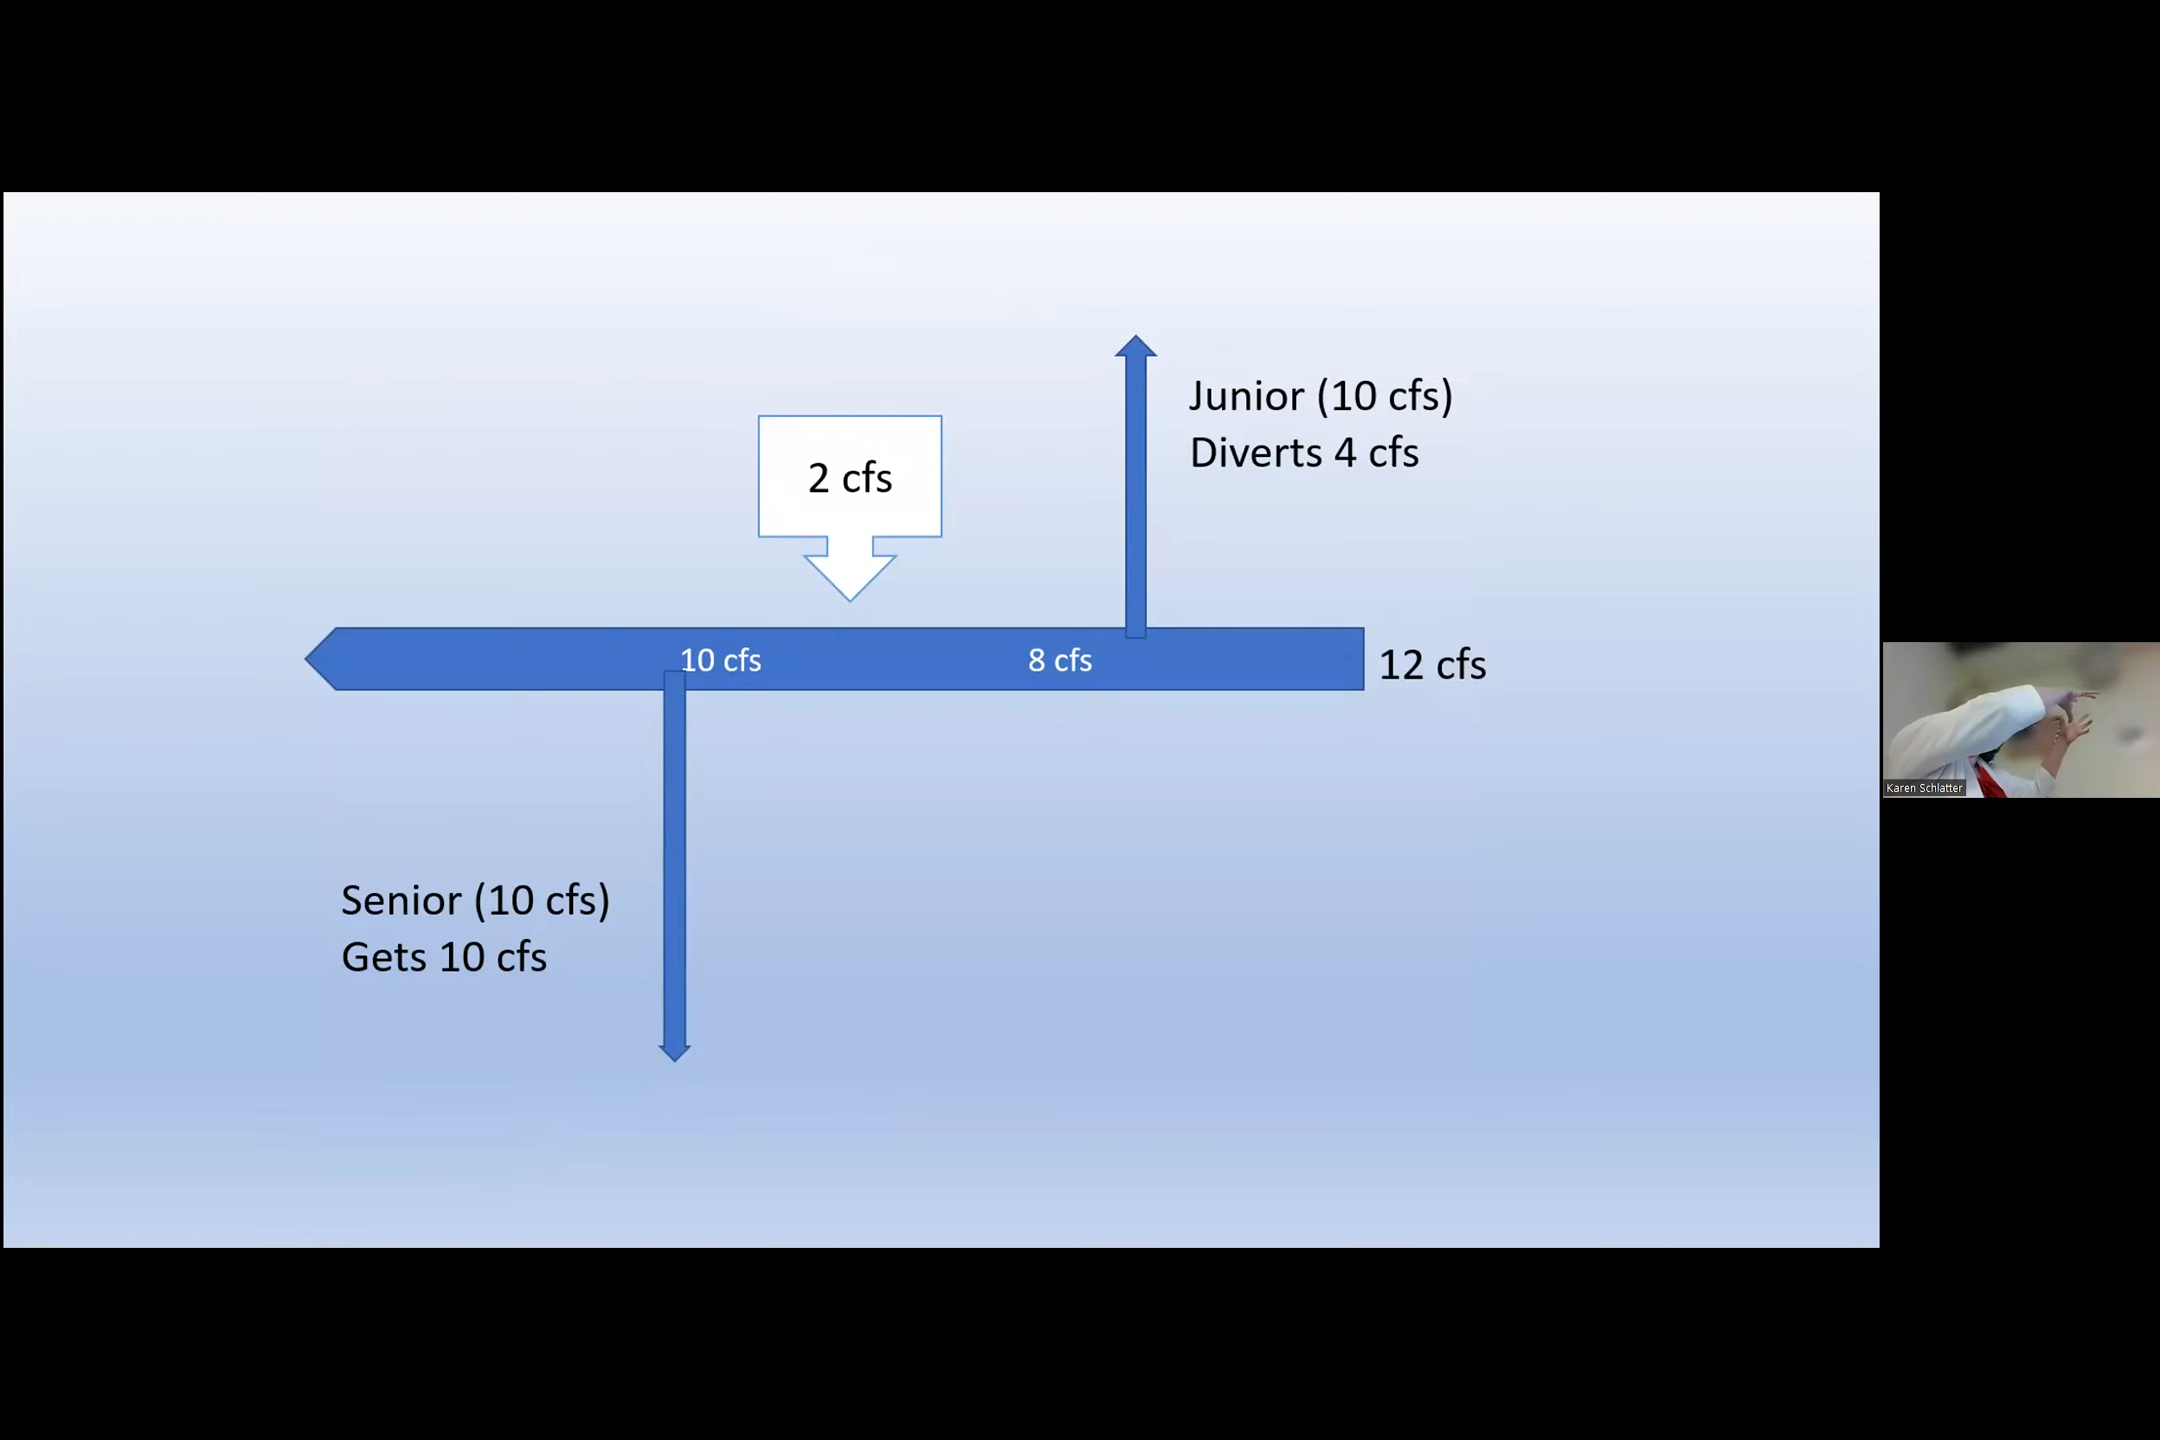 Junior (10 cfs)
Diverts 4 cfs
2 cfs
10 cfs
8 cfs
12 cfs
Senior (10 cfs)
Gets 10 cfs
Karen Schlatter